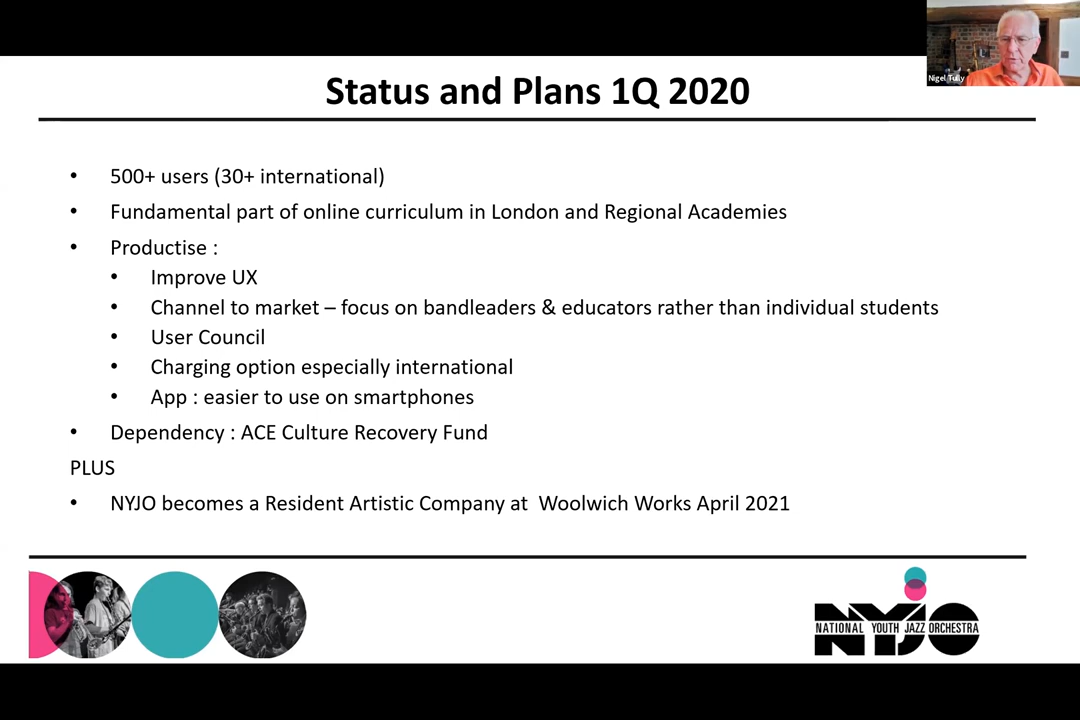 Nigel Tully
Status and Plans 1Q 2020
• 500+ users (30+ international)
• Fundamental part of online curriculum in London and Regional Academies
• Productise :
• Improve UX
• Channel to market – focus on bandleaders & educators rather than individual students
• User Council
• Charging option especially international
• App : easier to use on smartphones
• Dependency : ACE Culture Recovery Fund
PLUS
• NYJO becomes a Resident Artistic Company at  Woolwich Works April 2021
NYJO
NATIONAL YOUTH JAZZ ORCHESTRA